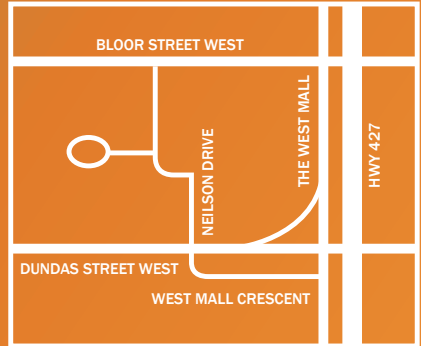 BLOOR STREET WEST
NEILSON DRIVE
THE WEST MALL
HWY 427
DUNDAS STREET WEST
WEST MALL CRESCENT